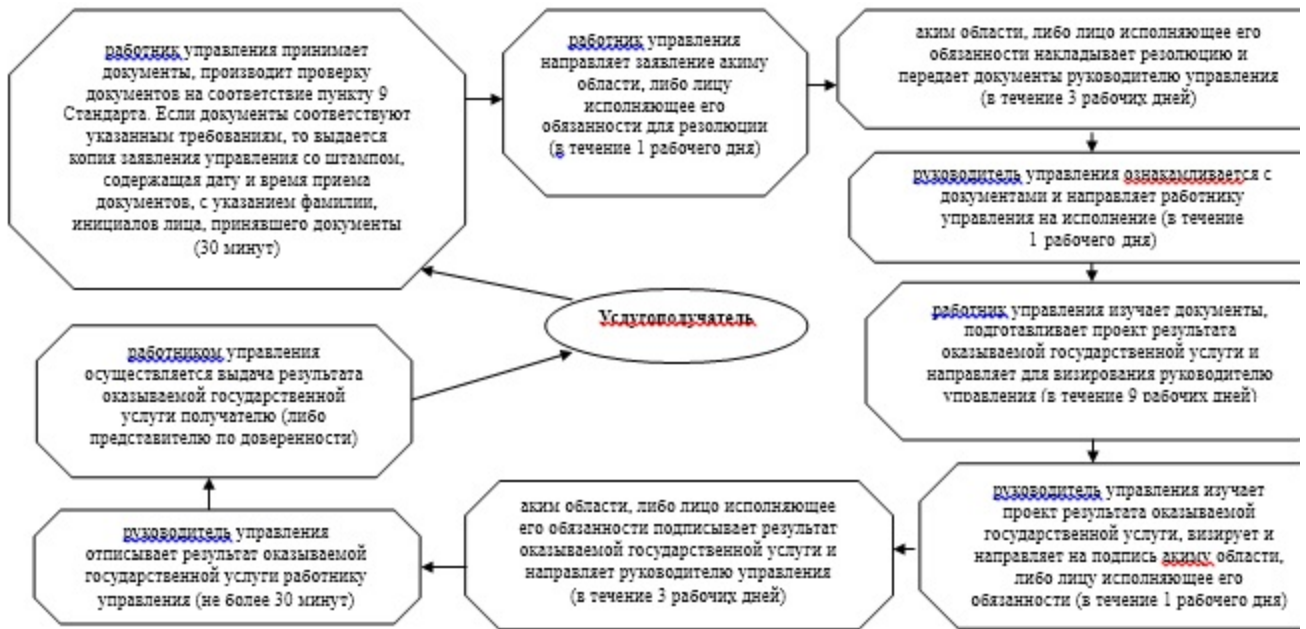 работник управления принимает
документы, производит проверку
документов на соответствие пункту 9
Стандарта. Если документы соответствуют
указанным требованиям, то выдается
копия заявления управления со штампом,
содержащая дату и время приема
документов, с указанием фамилии,
инициалов лица, принявшего документы
(30 минут)
работник управления
направляет заявление акиму
области, либо лицу
исполняющее его
обязанности для резолюции
(в течение 1 рабочего дня)
аким области, либо лицо исполняющее его
обязанности накладывает резолюцию и
передает документы руководителю управления
(в течение 3 рабочих дней)
руководитель управления ознакамливается с
документами и направляет работнику
управления на исполнение (в течение
1 рабочего дня)
работник управления изучает документы,
подготавливает проект результата
оказываемой государственной услуги и
направляет для визирования руководителю
управления (в течение 9 рабочих дней)
руководитель управления изучает
проект результата оказываемой
государственной услуги, визирует и
направляет на подпись акиму области,
либо лицу исполняющее его
обязанности (в течение 1 рабочего дня)
аким области, либо лицо исполняющее
его обязанности подписывает результат
оказываемой государственной услуги и
направляет руководителю управления
(в течение 3 рабочих дней)
руководитель управления
отписывает результат оказываемой
государственной услуги работнику
управления (не более 30 минут)
работником управления
осуществляется выдача результата
оказываемой государственной
услуги получателю (либо
представителю по доверенности)
Услугополучатель